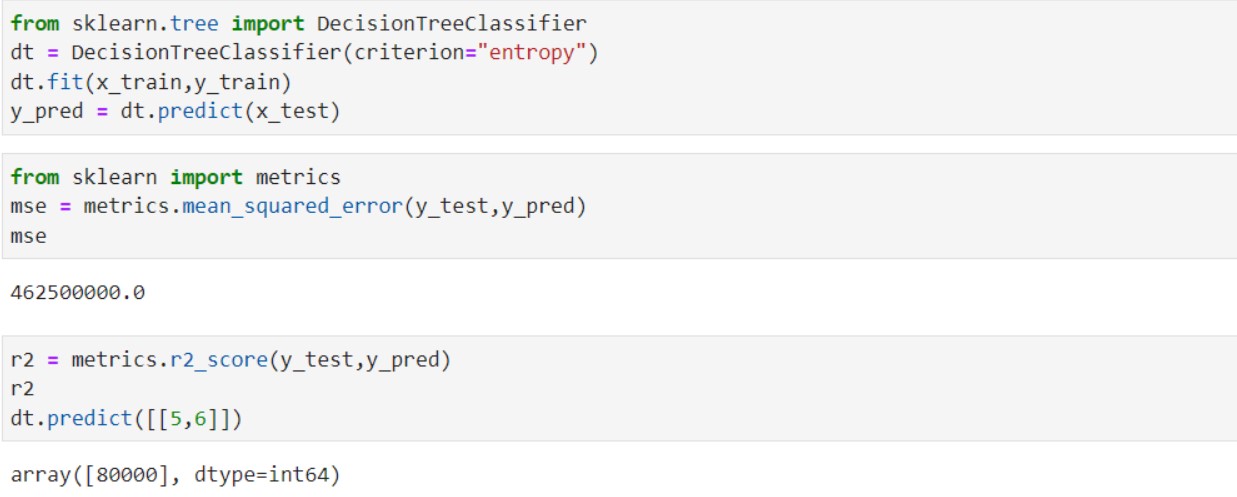 from sklearn.tree import DecisionTreeClassifier
dt = DecisionTreeClassifier(criterion="entropy")
dt.fit(x_train,y_train)
y_pred = dt.predict(x_test)
from sklearn import metrics
mse = metrics.mean_squared_error(y_test,y_pred)
mse
462500000.0
r2 = metrics.r2_score(y_test,y_pred)
r2
dt.predict([[5,6]])
array([80000], dtype=int64)